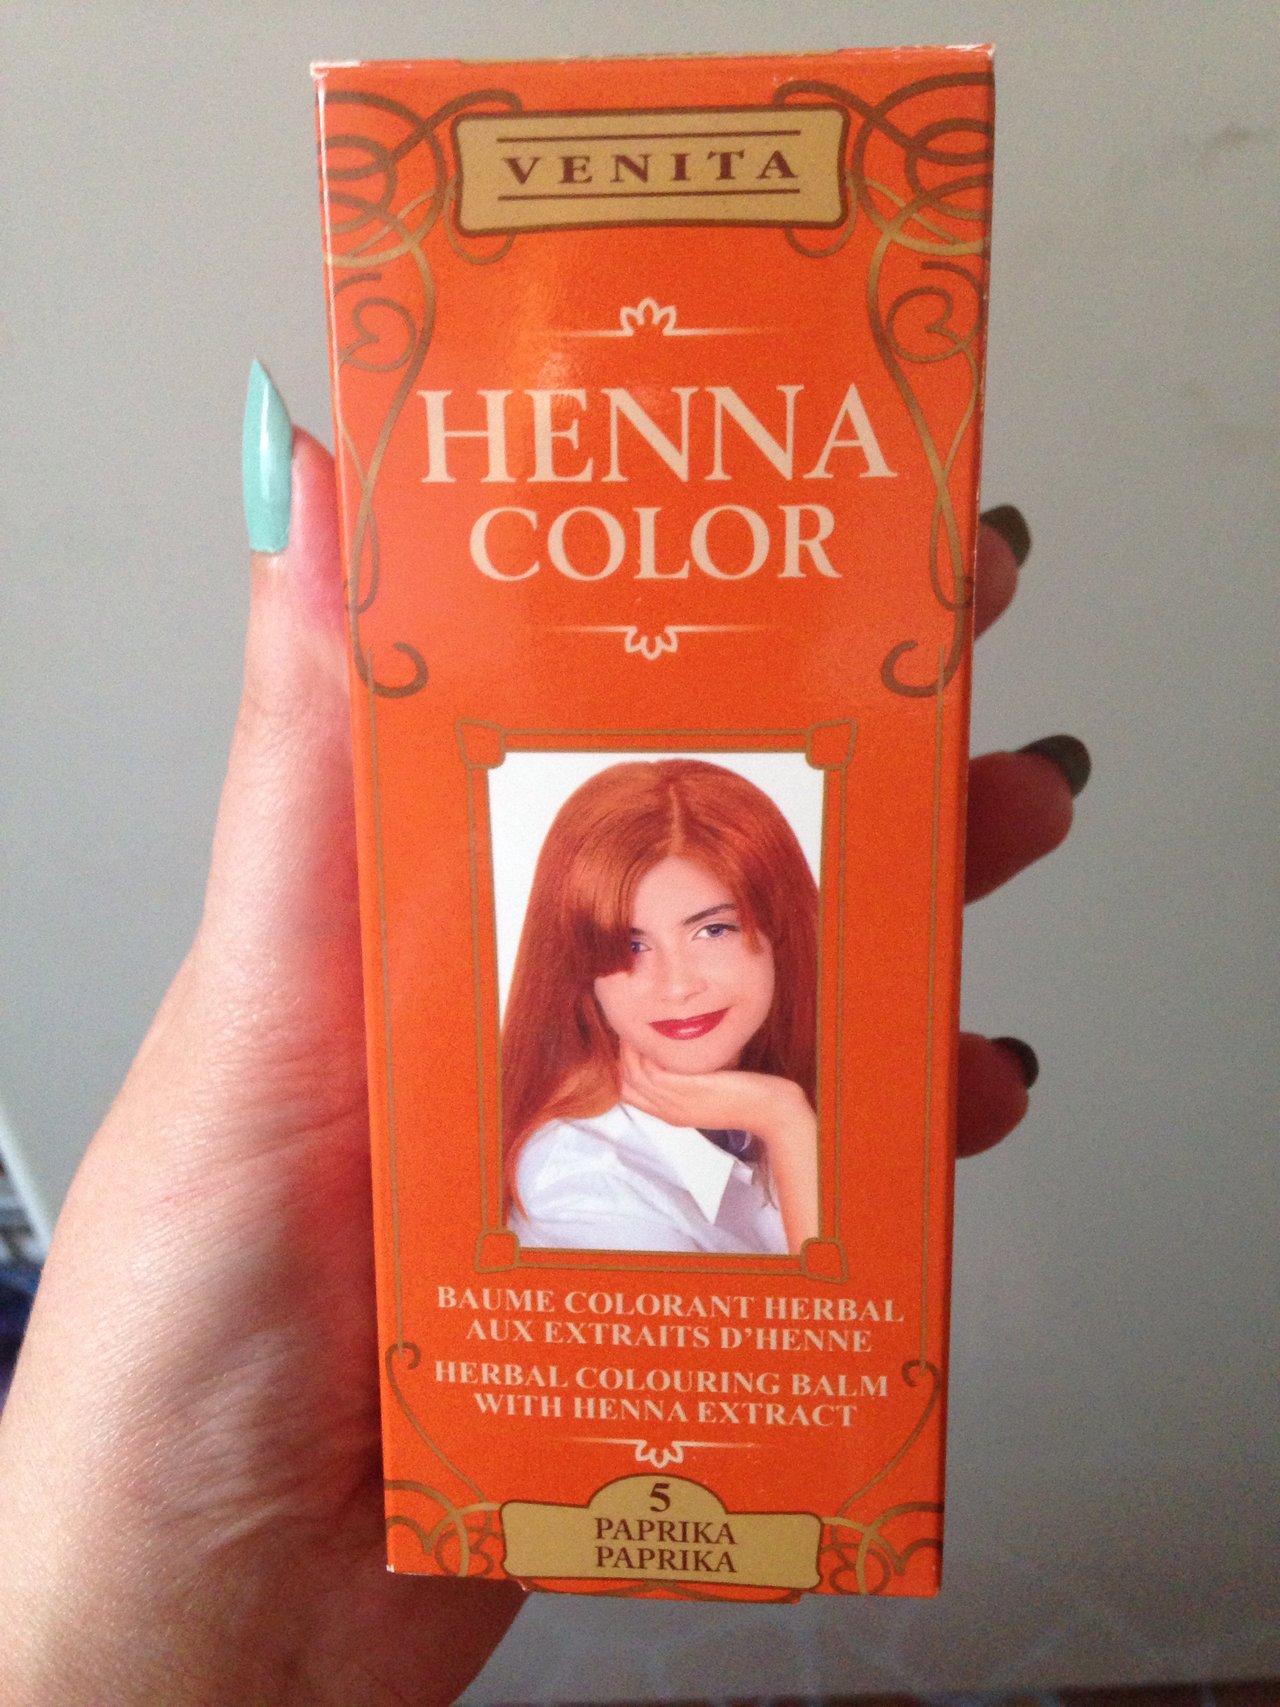 VENITA
HENNA
COLOR
BAUME COLORANT HERBAL
AUX EXTRAITS D'HENNE
HERBAL COLOURING BALM
WITH HENNA EXTRACT
5
PAPRIKA
PAPRIKA